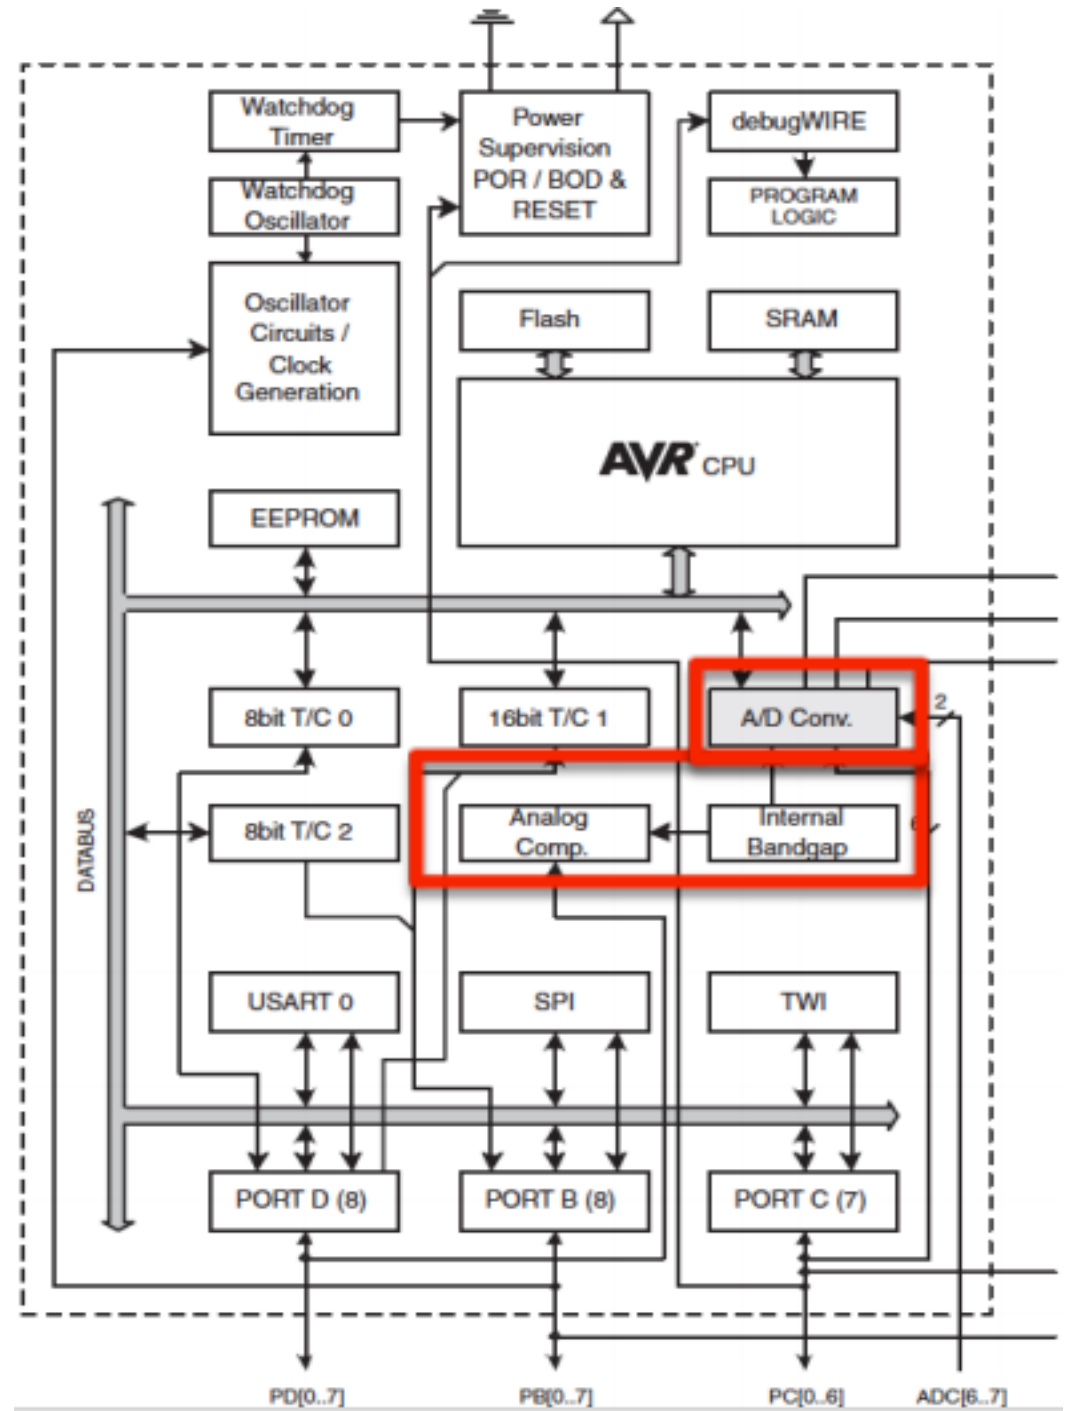 Watchdog
Timer
Power
Supervision
POR / BOD &
RESET
debugWIRE
Watchdog
Oscillator
PROGRAM
LOGIC
Oscillator
Circuits /
Clock
Generation
Flash
SRAM
AVR CPU
EEPROM
8bit T/C 0
16bit T/C 1
A/D Conv.
2
DATABUS
8bit T/C 2
Analog
Comp.
Internal
Bandgap
6
USART 0
SPI
TWI
PORT D (8)
PORT B (8)
PORT C (7)
PD[0..7]
PB[0..7]
PC[0..6]
ADC[6..7]